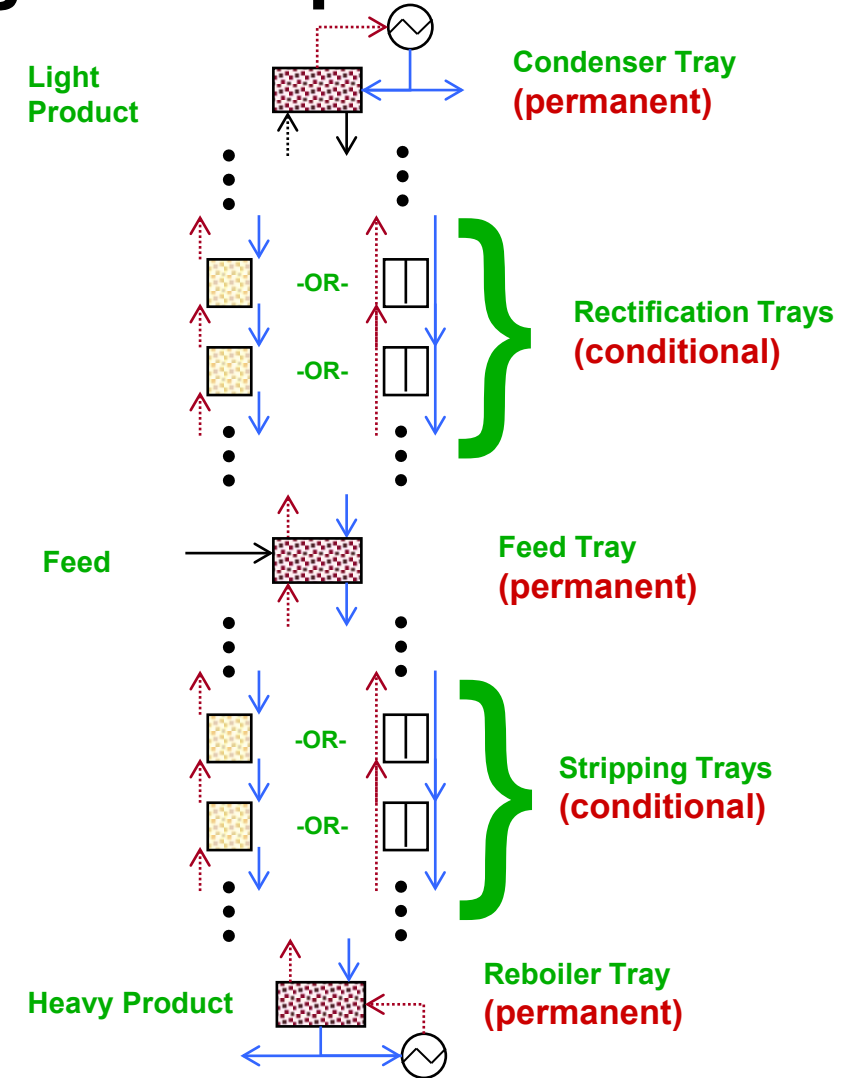 Light
Product
Condenser Tray
(permanent)
-OR-
-OR-
Rectification Trays
(conditional)
Feed
Feed Tray
(permanent)
-OR-
-OR-
Stripping Trays
(conditional)
Heavy Product
Reboiler Tray
(permanent)